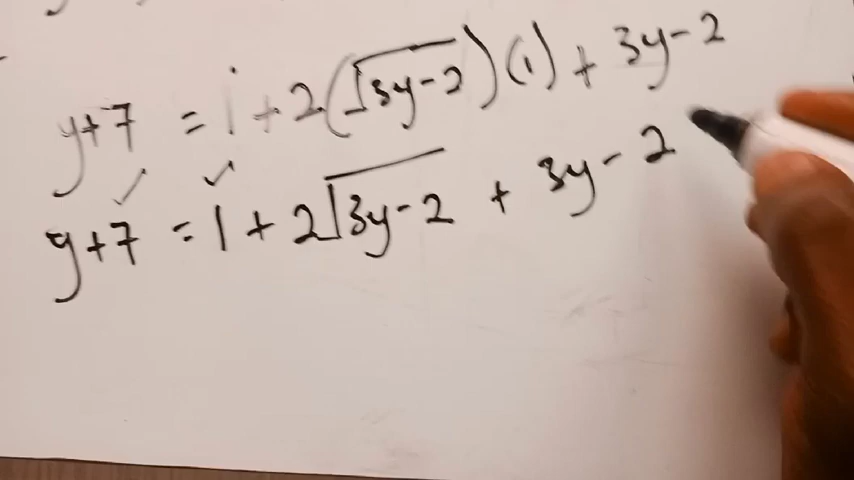 y+7 = 1 + 2(√3y-2)(1) + 3y-2
y+7 = 1 + 2√3y-2 + 3y-2